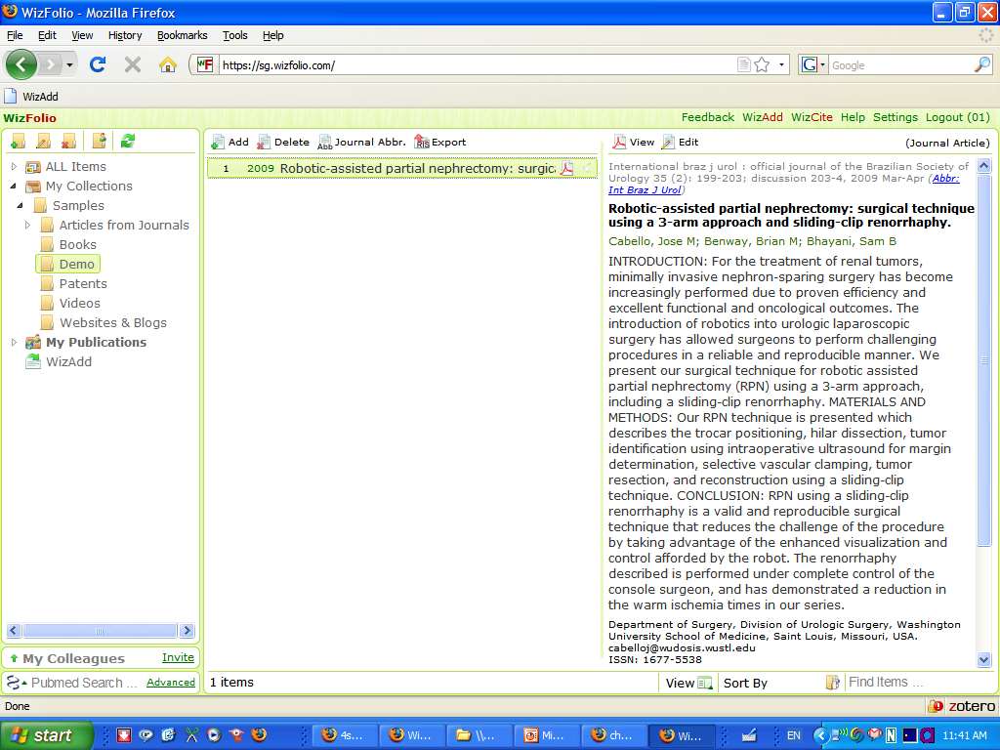 WizFolio - Mozilla Firefox
File Edit View History Bookmarks Tools Help
https://sg.wizfolio.com/
Google
WizAdd
WizFolio
Feedback WizAdd WizCite Help Settings Logout (01)
ALL Items
My Collections
Samples
Articles from Journals
Books
Demo
Patents
Videos
Websites & Blogs
My Publications
WizAdd
My Colleagues Invite
Pubmed Search ... Advanced
Add Delete Journal Abbr. Export
1 2009 Robotic-assisted partial nephrectomy: surgic
1 items
View Sort By Find Items ...
View Edit (Journal Article)
International braz j urol : official journal of the Brazilian Society of
Urology 35 (2): 199-203; discussion 203-4, 2009 Mar-Apr (Abbr:
Int Braz J Urol)
Robotic-assisted partial nephrectomy: surgical technique
using a 3-arm approach and sliding-clip renorrhaphy.
Cabello, Jose M; Benway, Brian M; Bhayani, Sam B
INTRODUCTION: For the treatment of renal tumors,
minimally invasive nephron-sparing surgery has become
increasingly performed due to proven efficiency and
excellent functional and oncological outcomes. The
introduction of robotics into urologic laparoscopic
surgery has allowed surgeons to perform challenging
procedures in a reliable and reproducible manner. We
present our surgical technique for robotic assisted
partial nephrectomy (RPN) using a 3-arm approach,
including a sliding-clip renorrhaphy. MATERIALS AND
METHODS: Our RPN technique is presented which
describes the trocar positioning, hilar dissection, tumor
identification using intraoperative ultrasound for margin
determination, selective vascular clamping, tumor
resection, and reconstruction using a sliding-clip
technique. CONCLUSION: RPN using a sliding-clip
renorrhaphy is a valid and reproducible surgical
technique that reduces the challenge of the procedure
by taking advantage of the enhanced visualization and
control afforded by the robot. The renorrhaphy
described is performed under complete control of the
console surgeon, and has demonstrated a reduction in
the warm ischemia times in our series.
Department of Surgery, Division of Urologic Surgery, Washington
University School of Medicine, Saint Louis, Missouri, USA.
cabelloj@wudosis.wustl.edu
ISSN: 1677-5538
Done
zotero
start 4s... Wi... \\... Mi... ch... Wi... EN 11:41 AM